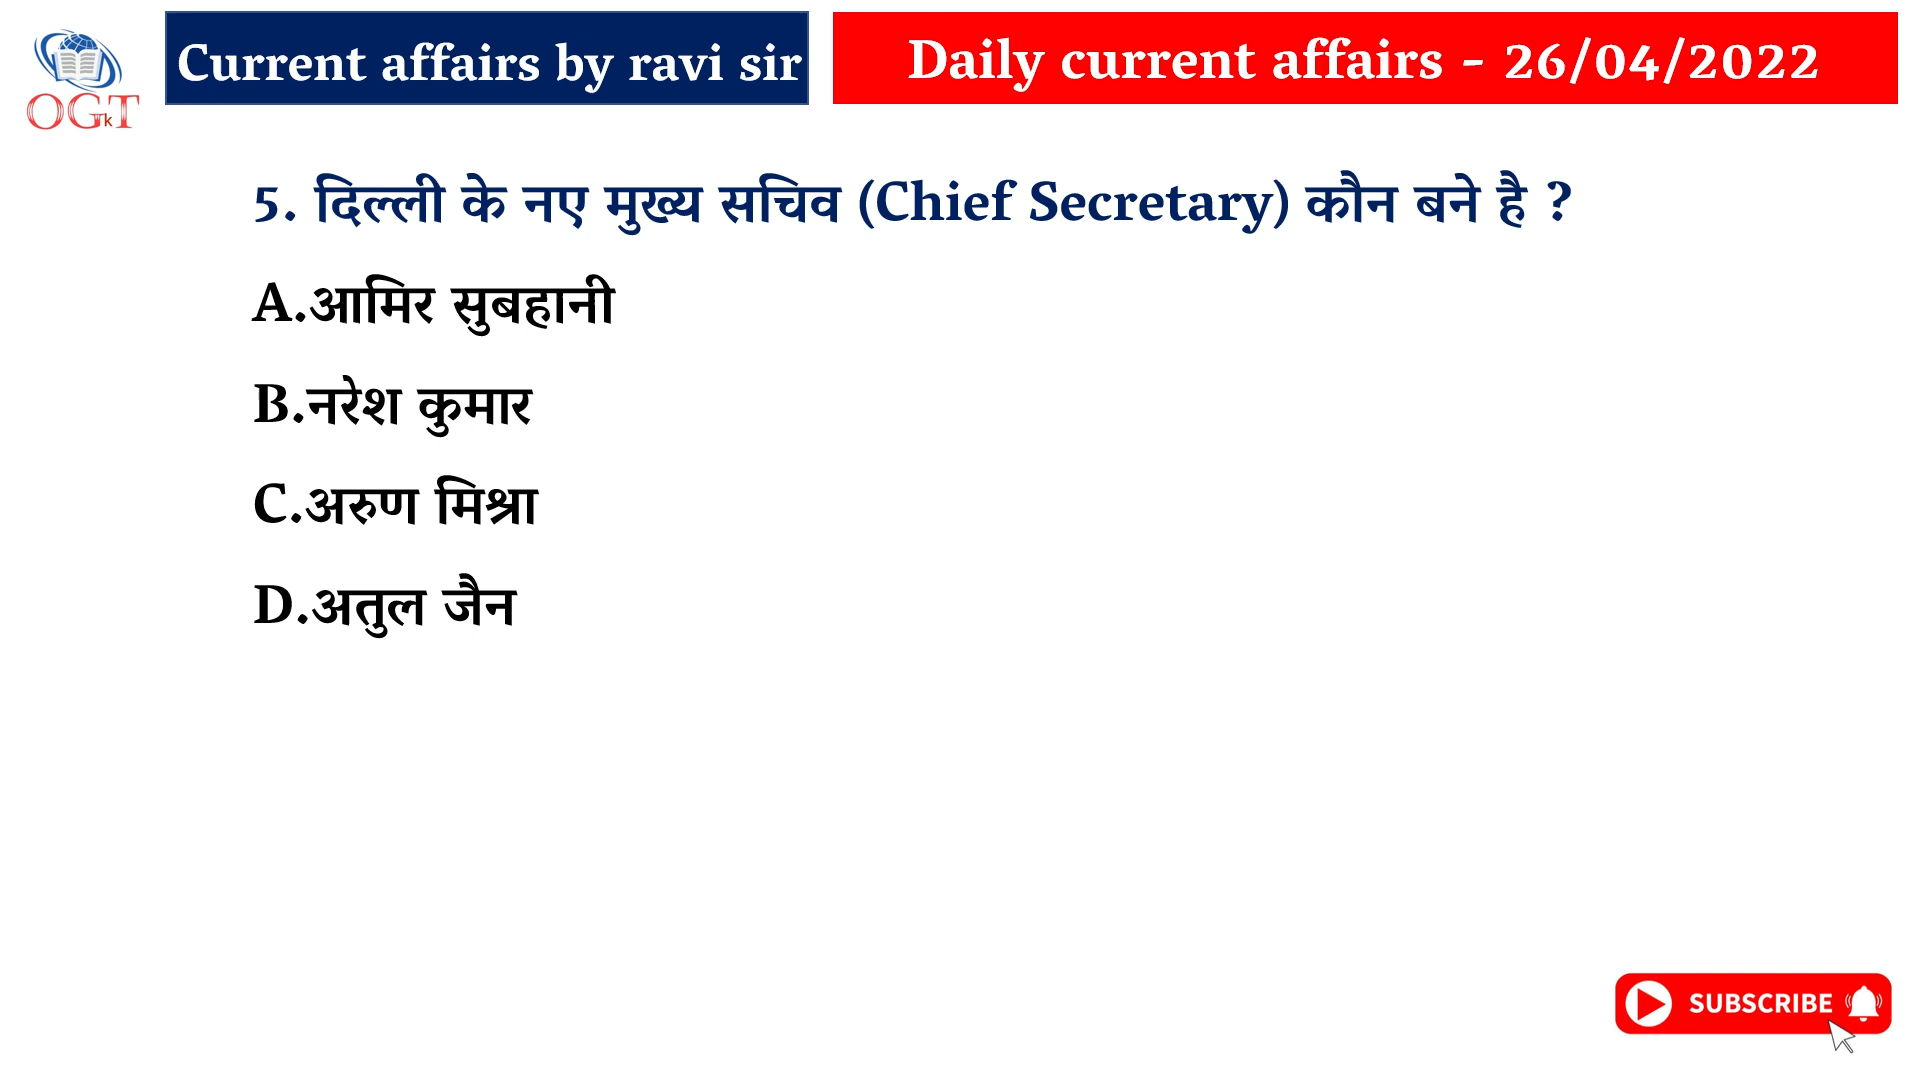 Current affairs by ravi sir
Daily current affairs - 26/04/2022
OGT
Tk
5. दिल्ली के नए मुख्य सचिव (Chief Secretary) कौन बने है ?
A.आमिर सुबहानी
B.नरेश कुमार
C.अरुण मिश्रा
D.अतुल जैन
SUBSCRIBE